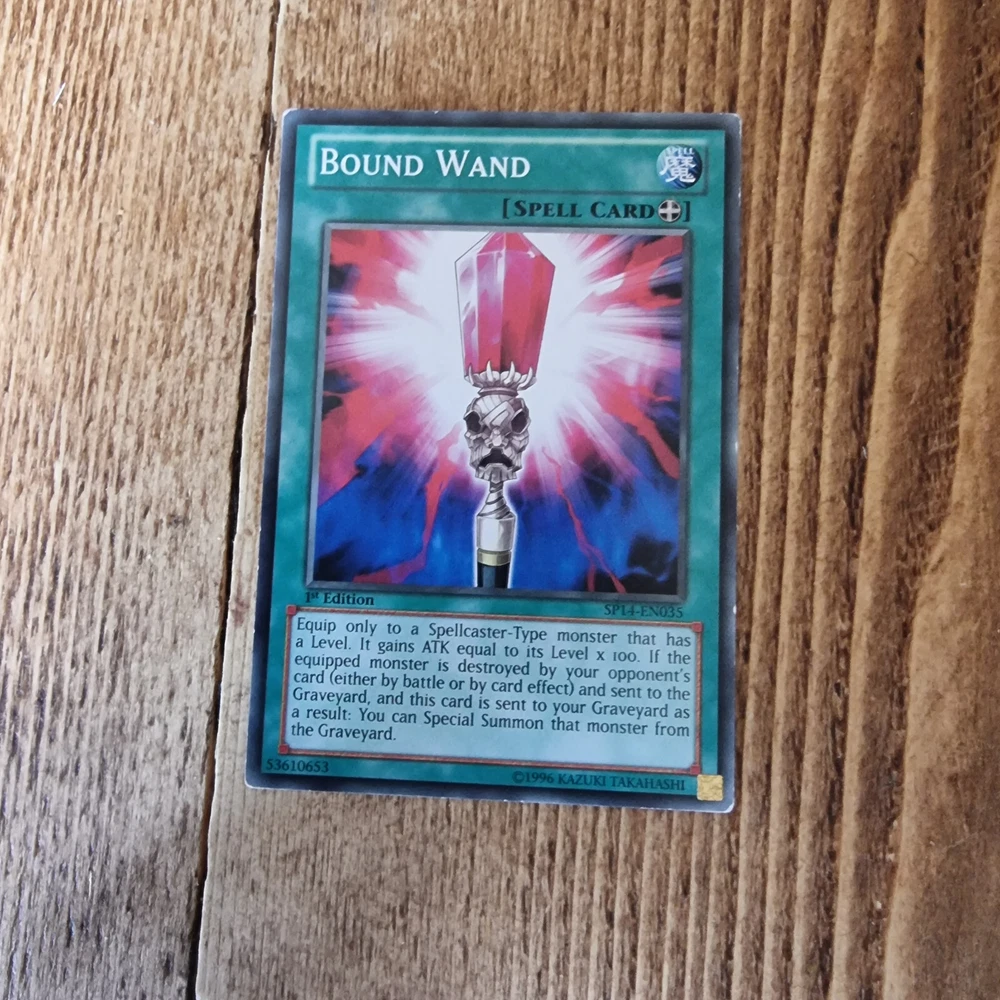 BOUND WAND
SPELL
魔
[SPELL CARD]
1st Edition
SP14-EN035
Equip only to a Spellcaster-Type monster that has
a Level. It gains ATK equal to its Level x 100. If the
equipped monster is destroyed by your opponent's
card (either by battle or by card effect) and sent to the
Graveyard, and this card is sent to your Graveyard as
a result: You can Special Summon that monster from
the Graveyard.
53610653
©1996 KAZUKI TAKAHASHI